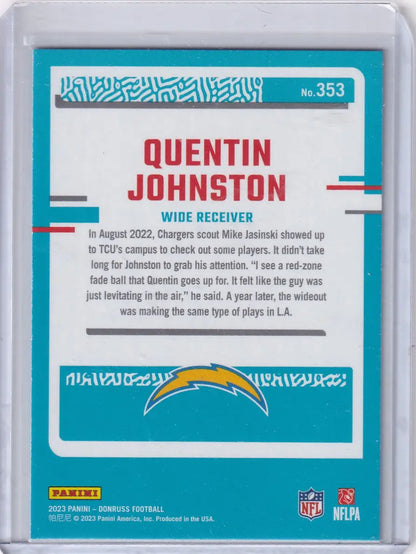 No.353
QUENTIN
JOHNSTON
WIDE RECEIVER
In August 2022, Chargers scout Mike Jasinski showed up
to TCU's campus to check out some players. It didn't take
long for Johnston to grab his attention. “I see a red-zone
fade ball that Quentin goes up for. It felt like the guy was
just levitating in the air,” he said. A year later, the wideout
was making the same type of plays in L.A.
PANINI
2023 PANINI – DONRUSS FOOTBALL
帕尼尼 © 2023 Panini America, Inc. Produced in the USA.
NFL
NFLPA